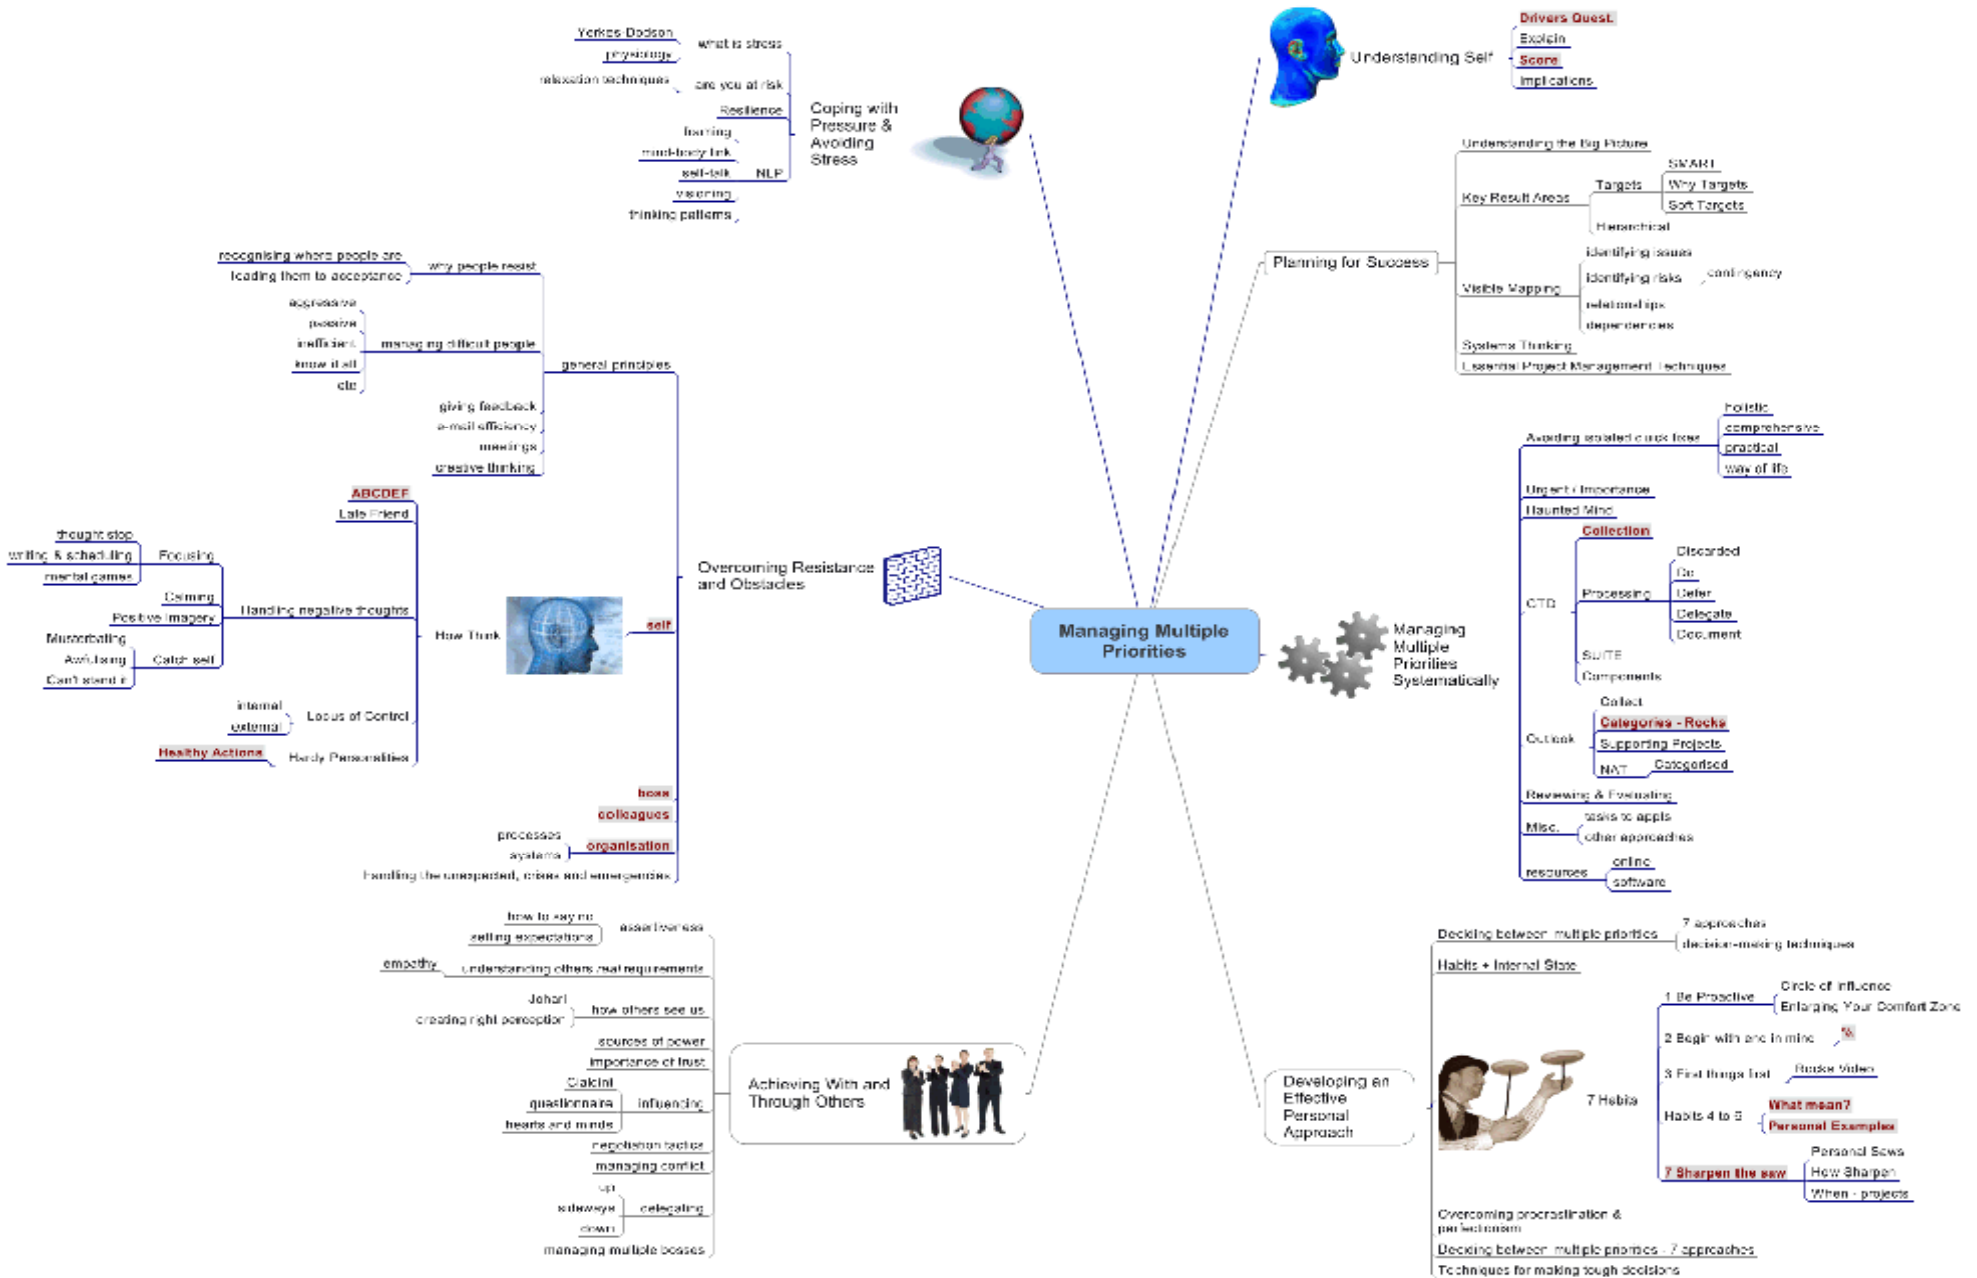 Managing Multiple
Priorities
Understanding Self
Drivers Quest.
Explain
Score
Implications
Planning for Success
Understanding the Big Picture
Key Result Areas
Targets
SMART
Why Targets
Soft Targets
Hierarchical
Visible Mapping
identifying issues
identifying risks
contingency
relationships
dependencies
Systems Thinking
Essential Project Management Techniques
Managing
Multiple
Priorities
Systematically
Avoiding isolated quick fixes
holistic
comprehensive
practical
way of life
Urgent / Importance
Haunted Mind
GTD
Collection
Processing
Discarded
Do
Defer
Delegate
Document
SUITE
Components
Outlook
Collect
Categories - Rocks
Supporting Projects
NAT
Categorised
Reviewing & Evaluating
Misc.
tasks to appts
other approaches
resources
online
software
Developing an
Effective
Personal
Approach
Deciding between multiple priorities
7 approaches
decision-making techniques
Habits + Internal State
7 Habits
1 Be Proactive
Circle of Influence
Enlarging Your Comfort Zone
2 Begin with end in mind
3 First things first
Rocks Video
Habits 4 to 6
What mean?
Personal Examples
7 Sharpen the saw
Personal Saws
How Sharpen
When - projects
Overcoming procrastination &
perfectionism
Deciding between multiple priorities - 7 approaches
Techniques for making tough decisions
Coping with
Pressure &
Avoiding
Stress
what is stress
Yerkes-Dodson
physiology
are you at risk
relaxation techniques
Resilience
NLP
framing
mind-body link
self-talk
visioning
thinking patterns
Overcoming Resistance
and Obstacles
general principles
why people resist
recognising where people are
leading them to acceptance
managing difficult people
aggressive
passive
inefficient
know it all
etc
giving feedback
e-mail efficiency
meetings
creative thinking
self
How Think
ABCDEF
Late Friend
Handling negative thoughts
Focusing
thought stop
writing & scheduling
mental games
Calming
Positive Imagery
Catch self
Musterbating
Awfulising
Can't stand it
Locus of Control
internal
external
Hardy Personalities
Healthy Actions
boss
colleagues
organisation
processes
systems
Handling the unexpected, crises and emergencies
Achieving With and
Through Others
assertiveness
how to say no
setting expectations
understanding others real requirements
empathy
how others see us
Johari
creating right perception
sources of power
importance of trust
influencing
Cialdini
questionnaire
hearts and minds
negotiation tactics
managing conflict
delegating
up
sideways
down
managing multiple bosses